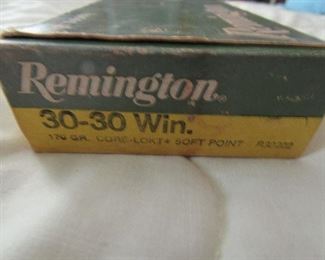 Remington®
30-30 Win.
170 GR. CORE-LOKT® SOFT POINT R30302